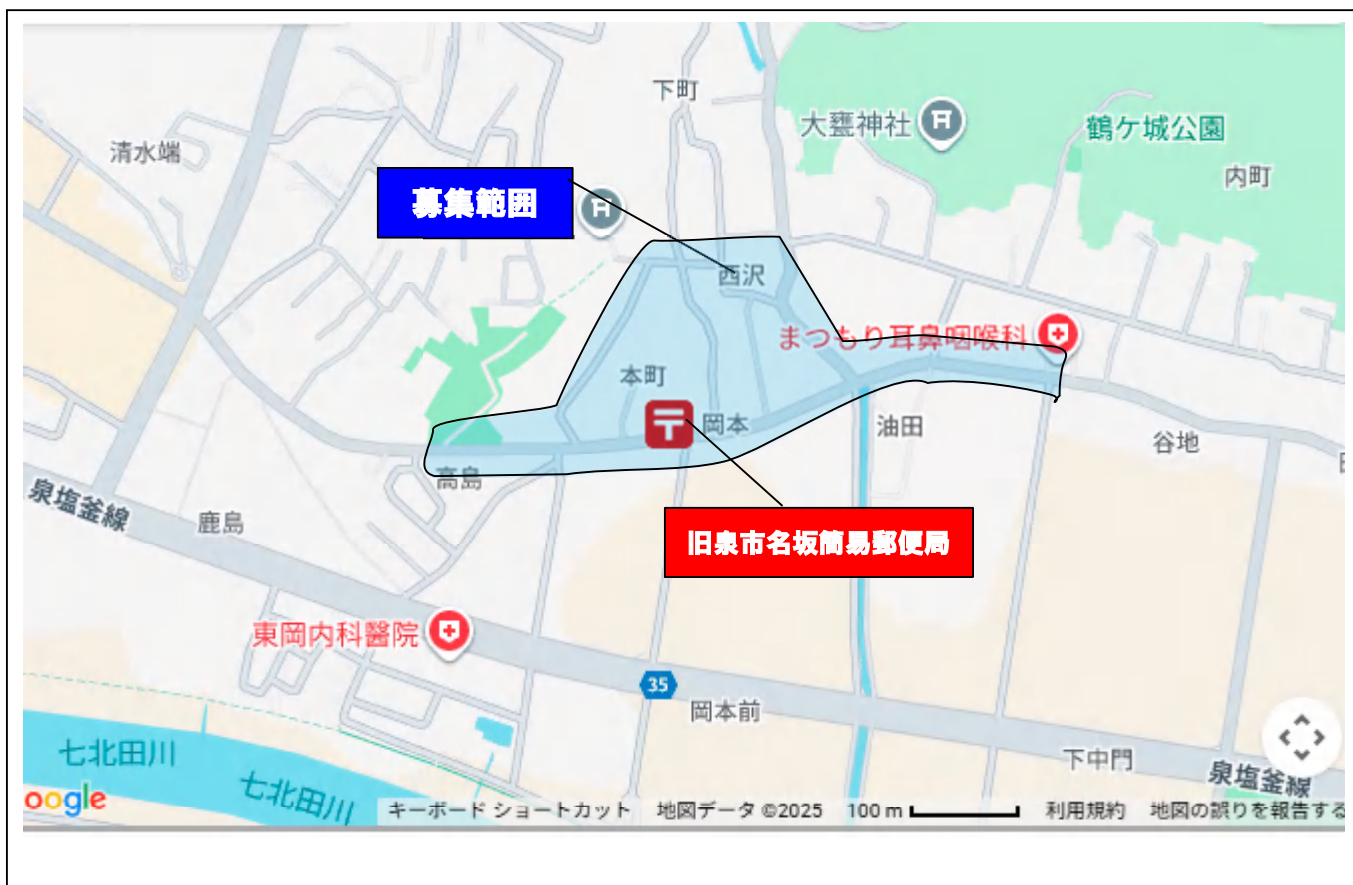 下町
大甕神社
鶴ケ城公園
清水端
内町
募集範囲
西沢
まつもり耳鼻咽喉科
本町
岡本
油田
谷地
高島
泉塩釜線
鹿島
旧泉市名坂簡易郵便局
東岡内科醫院
35
岡本前
七北田川
下中門
泉塩釜線
七北田川
oogle
キーボード ショートカット 地図データ ©2025 100 m 利用規約 地図の誤りを報告する